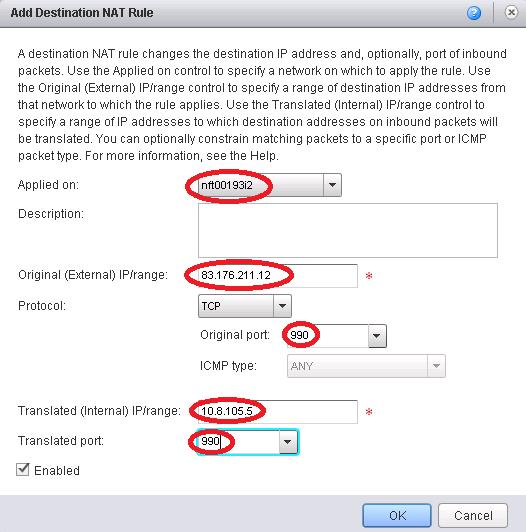 Add Destination NAT Rule
A destination NAT rule changes the destination IP address and, optionally, port of inbound
packets. Use the Applied on control to specify a network on which to apply the rule. Use
the Original (External) IP/range control to specify a range of destination IP addresses from
that network to which the rule applies. Use the Translated (Internal) IP/range control to
specify a range of IP addresses to which destination addresses on inbound packets will
be translated. You can optionally constrain matching packets to a specific port or ICMP
packet type. For more information, see the Help.
Applied on: nft00193i2
Description:
Original (External) IP/range: 83.176.211.12 *
Protocol: TCP
Original port: 990
ICMP type: ANY
Translated (Internal) IP/range: 10.8.105.5 *
Translated port: 990
Enabled
OK Cancel